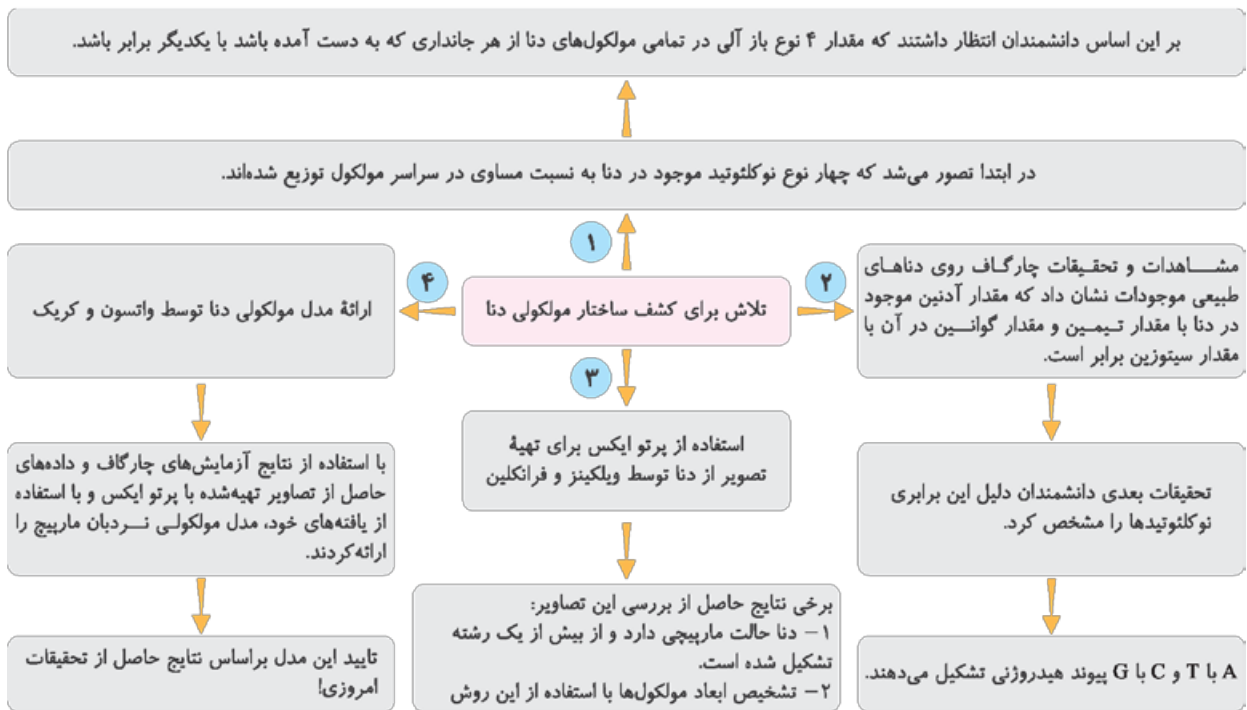 بر این اساس دانشمندان انتظار داشتند که مقدار ۴ نوع باز آلی در تمامی مولکول‌های دنا از هر جانداری که به دست آمده باشد با یکدیگر برابر باشد.
در ابتدا تصور می‌شد که چهار نوع نوکلئوتید موجود در دنا به نسبت مساوی در سراسر مولکول توزیع شده‌اند.
۱
تلاش برای کشف ساختار مولکولی دنا
۲
مشـــاهدات و تحقـیقات چارگـاف روی دناهـای
طبیعی موجودات نشان داد که مقدار آدنین موجود
در دنا با مقدار تـیمـین و مقدار گوانـــین در آن با
مقدار سیتوزین برابر است.
تحقیقات بعدی دانشمندان دلیل این برابری
نوکلئوتیدها را مشخص کرد.
A با T و C با G پیوند هیدروژنی تشکیل می‌دهند.
۳
استفاده از پرتو ایکس برای تهیهٔ
تصویر از دنا توسط ویلکینز و فرانکلین
برخی نتایج حاصل از بررسی این تصاویر:
۱– دنا حالت مارپیچی دارد و از بیش از یک رشته
تشکیل شده است.
۲– تشخیص ابعاد مولکول‌ها با استفاده از این روش
۴
ارائهٔ مدل مولکولی دنا توسط واتسون و کریک
با استفاده از نتایج آزمایش‌های چارگاف و داده‌های
حاصل از تصاویر تهیه‌شده با پرتو ایکس و با استفاده
از یافته‌های خود، مدل مولکولـی نـــردبان مارپیچ را
ارائه‌کردند.
تایید این مدل براساس نتایج حاصل از تحقیقات
امروزی!